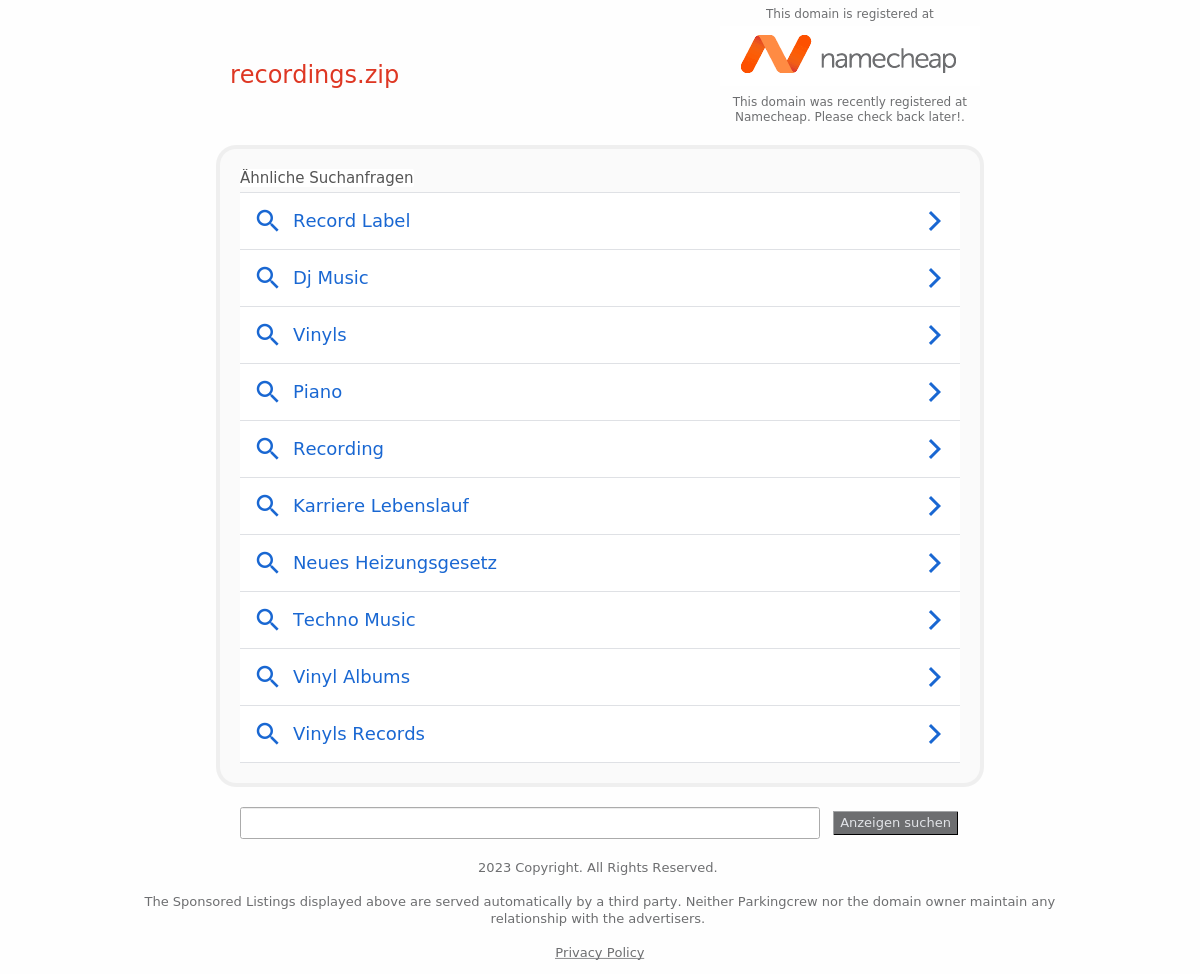 This domain is registered at
namecheap
recordings.zip
This domain was recently registered at
Namecheap. Please check back later!.
Ähnliche Suchanfragen
Record Label
Dj Music
Vinyls
Piano
Recording
Karriere Lebenslauf
Neues Heizungsgesetz
Techno Music
Vinyl Albums
Vinyls Records
Anzeigen suchen
2023 Copyright. All Rights Reserved.
The Sponsored Listings displayed above are served automatically by a third party. Neither Parkingcrew nor the domain owner maintain any
relationship with the advertisers.
Privacy Policy